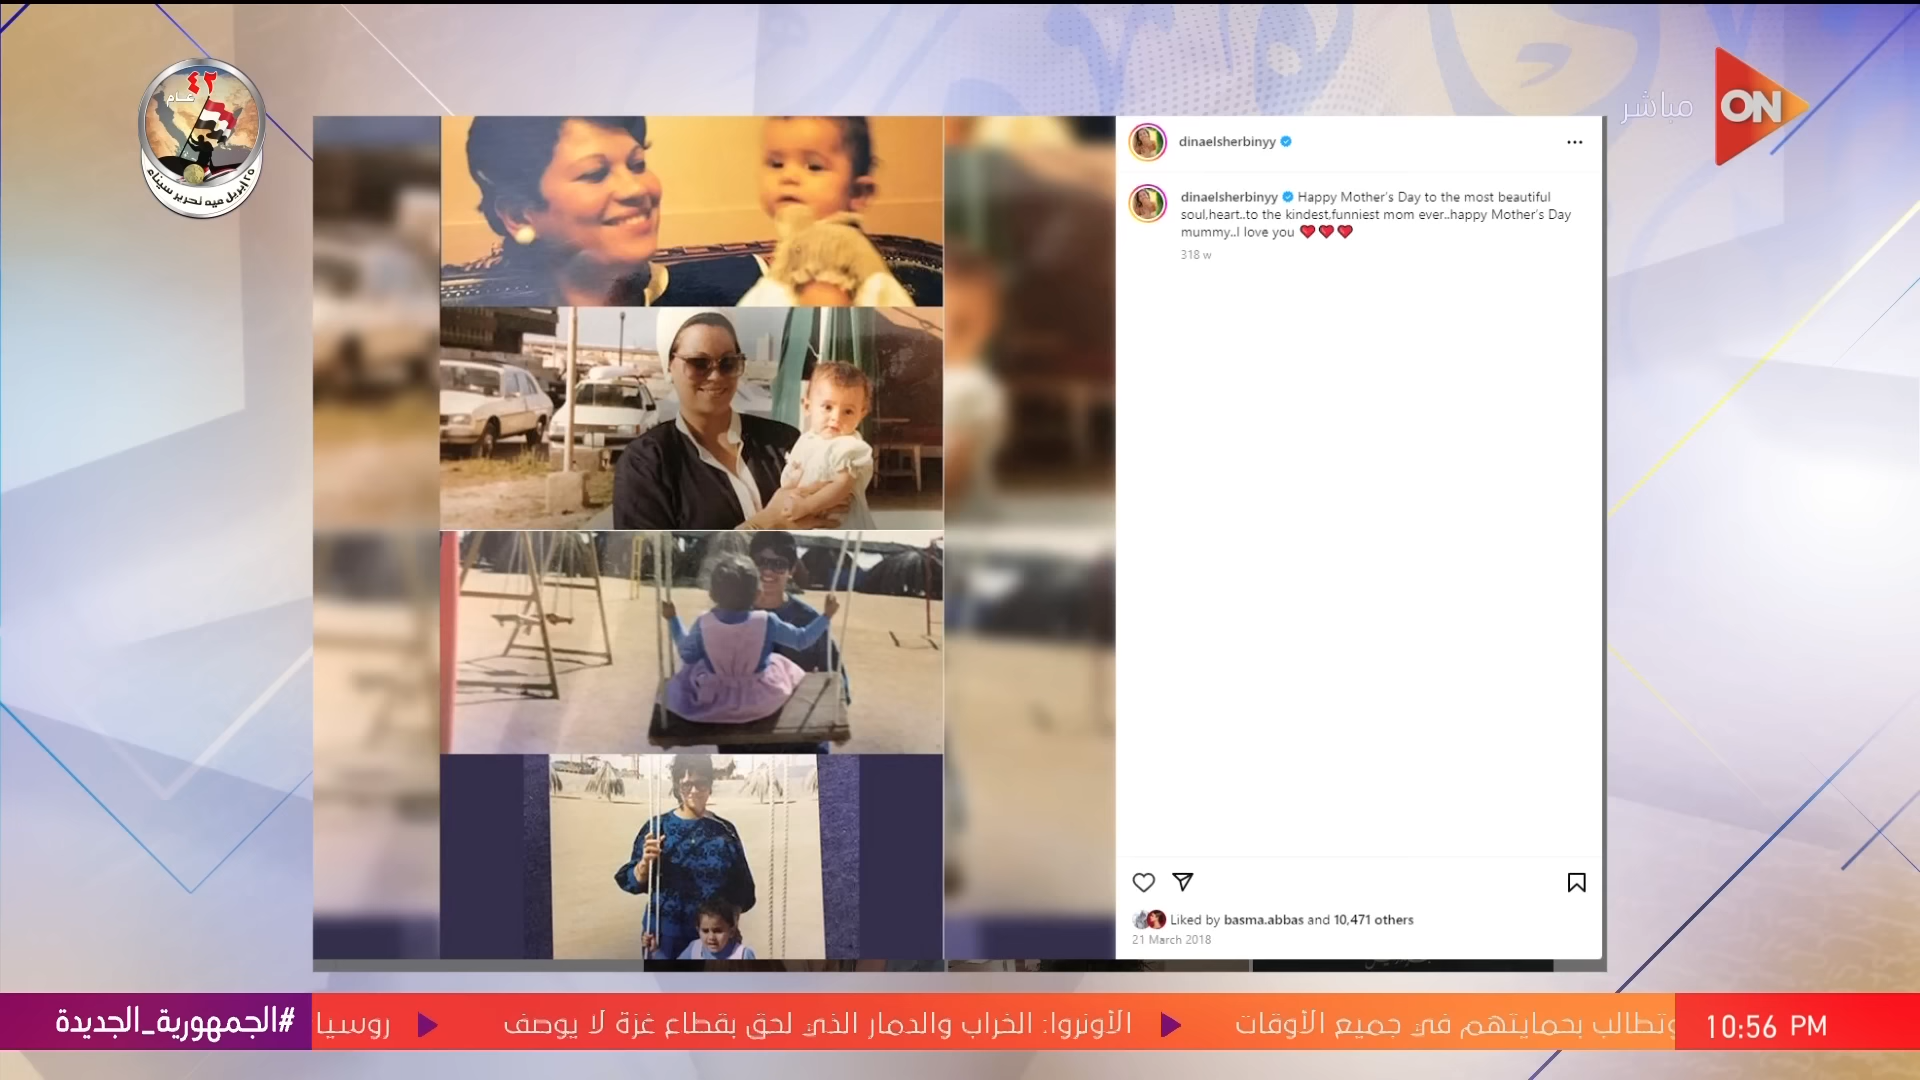 ٤٢
عام
٢٥ ابريل عيد تحرير سيناء
مباشر
ON
dinaelsherbinyy
dinaelsherbinyy Happy Mother's Day to the most beautiful
soul,heart..to the kindest,funniest mom ever..happy Mother's Day
mummy..I love you ❤️❤️❤️
318 w
Liked by basma.abbas and 10,471 others
21 March 2018
#الجمهورية_الجديدة
وتطالب بحمايتهم في جميع الأوقات
الأونروا: الخراب والدمار الذي لحق بقطاع غزة لا يوصف
روسيا
10:56 PM